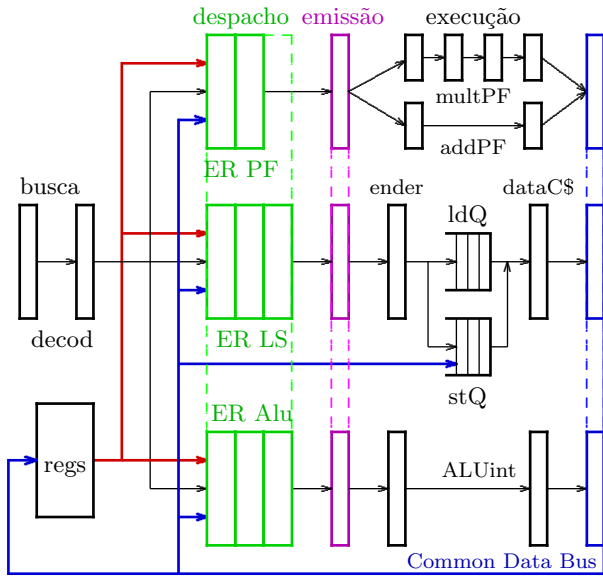 despacho emissão execução
multPF
addPF
ER PF
busca ender dataC$
ldQ
decod ER LS
stQ
ER Alu
regs ALUint
Common Data Bus